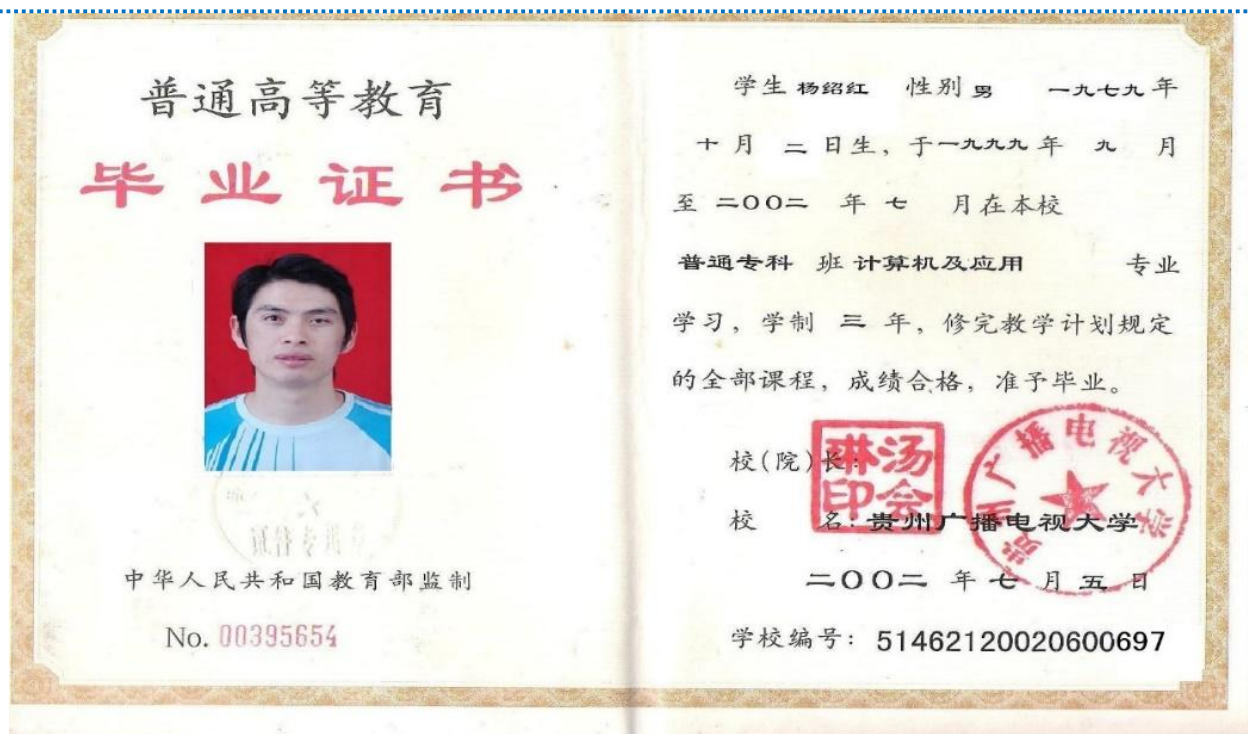 普通高等教育
毕业证书
中华人民共和国教育部监制
No. 00395654
学生 杨绍红 性别 男 一九七九 年
十 月 二 日生, 于 一九九九 年 九 月
至 二00二 年 七 月在本校
普通专科 班 计算机及应用 专业
学习, 学制 三 年, 修完教学计划规定
的全部课程, 成绩合格, 准予毕业。
校(院)长:
汤会琳印
校 名: 贵州广播电视大学
贵州广播电视大学
二00二 年 七 月 五 日
学校编号: 51462120020600697